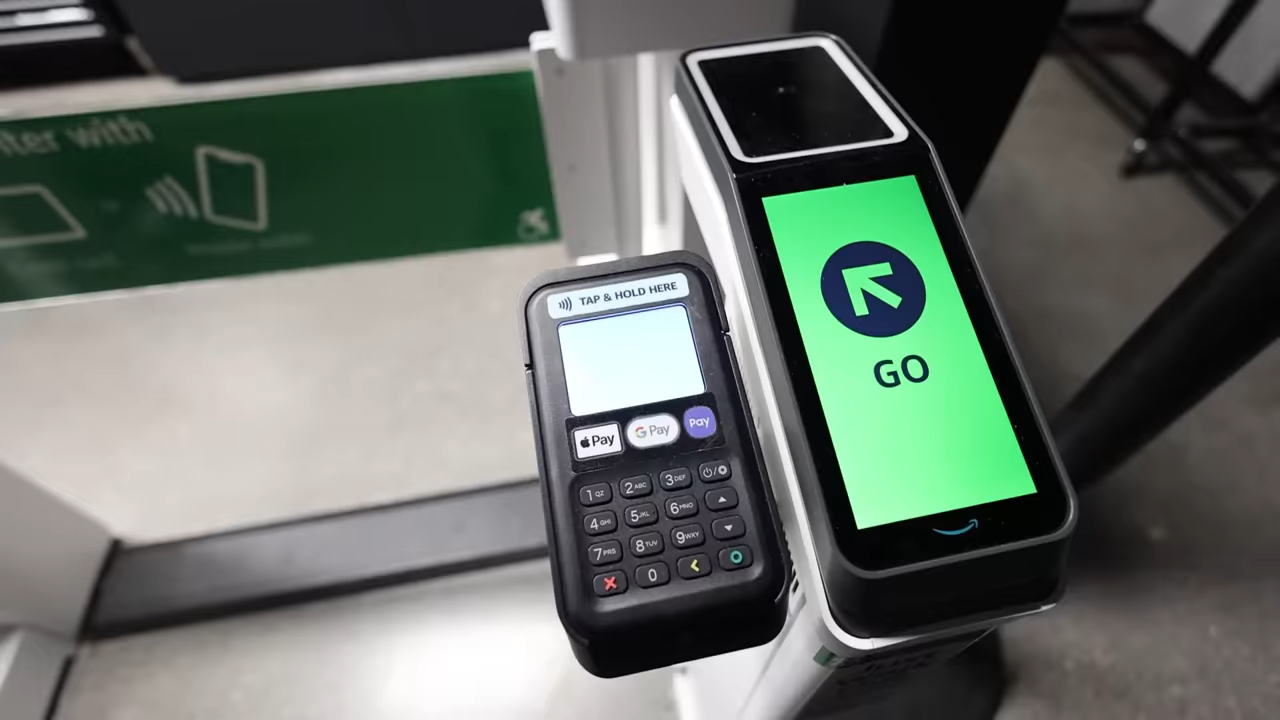 ter with
TAP & HOLD HERE
Pay
G Pay
Pay
1 QZ
2 ABC
3 DEF
4 GHI
5 JKL
6 MNO
7 PRS
8 TUV
9 WXY
0
GO